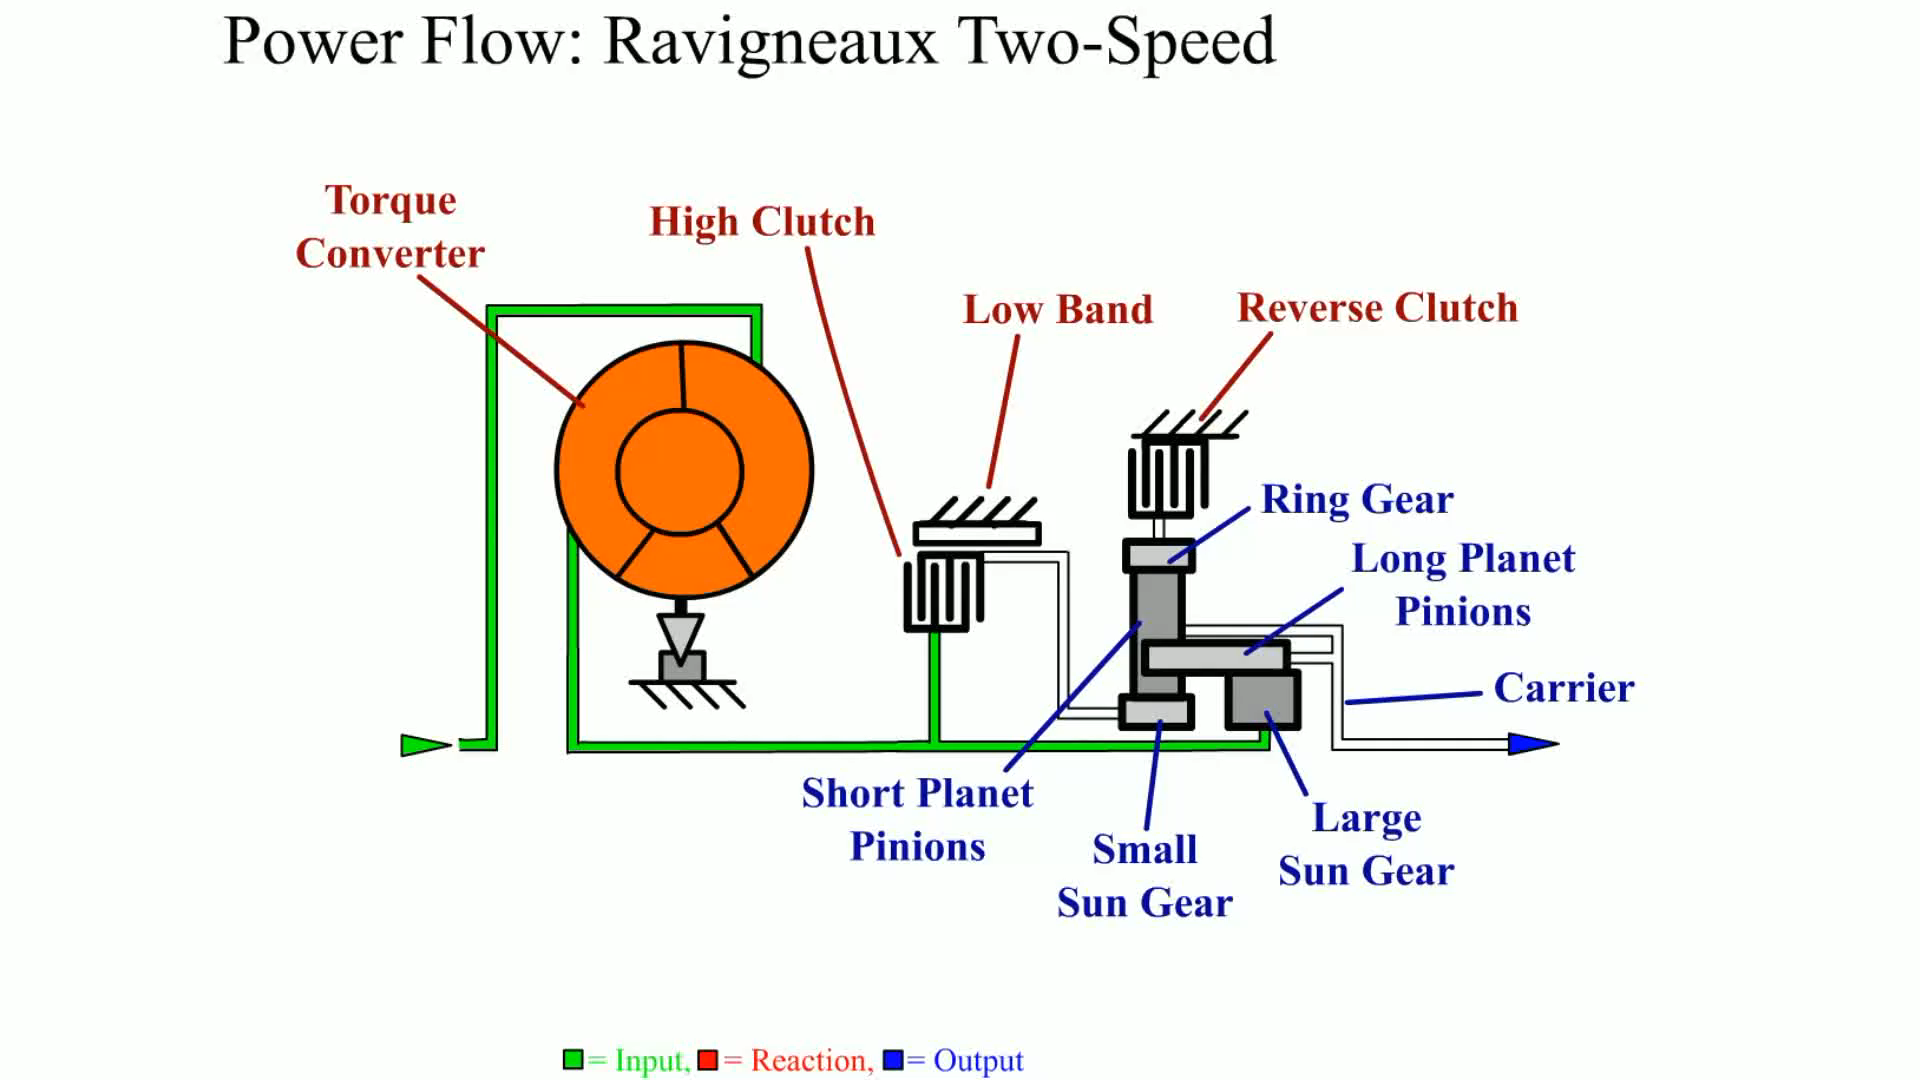 Power Flow: Ravigneaux Two-Speed
Torque
Converter
High Clutch
Low Band
Reverse Clutch
Ring Gear
Long Planet
Pinions
Carrier
Short Planet
Pinions
Small
Sun Gear
Large
Sun Gear
= Input, = Reaction, = Output